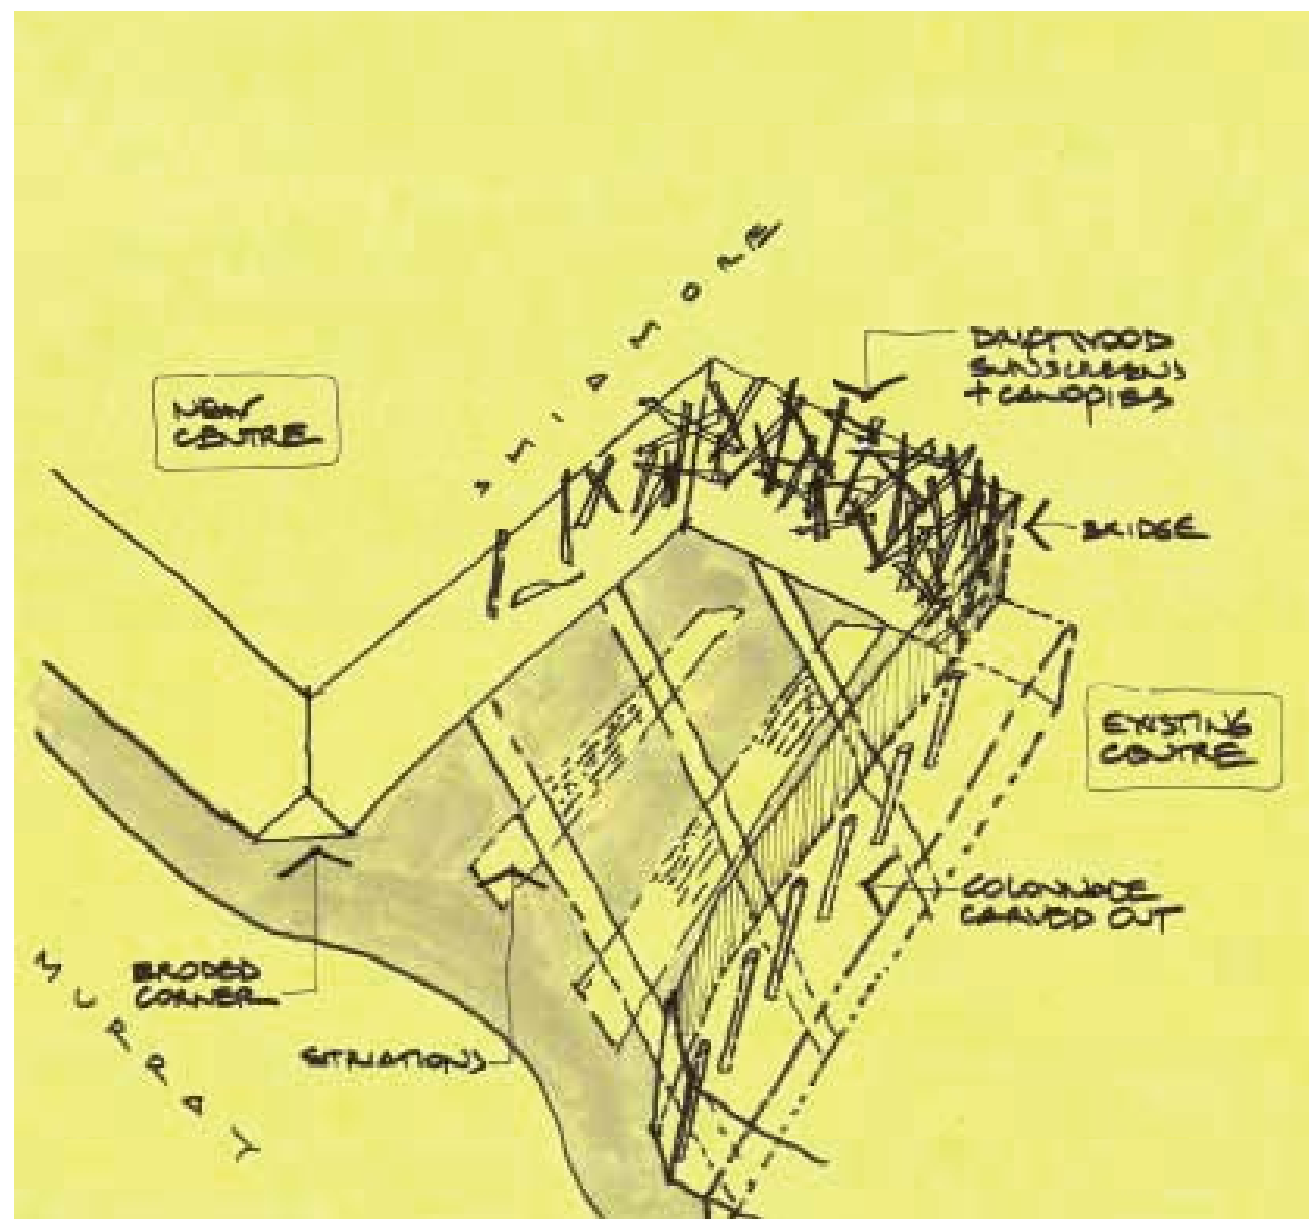 DRIFTWOOD
SUNSCREENS
+ CANOPIES
NEW
CENTRE
BRIDGE
EXISTING
CENTRE
COLONNADE
CARVED OUT
ERODED
CORNER
STRIATIONS
MURRAY